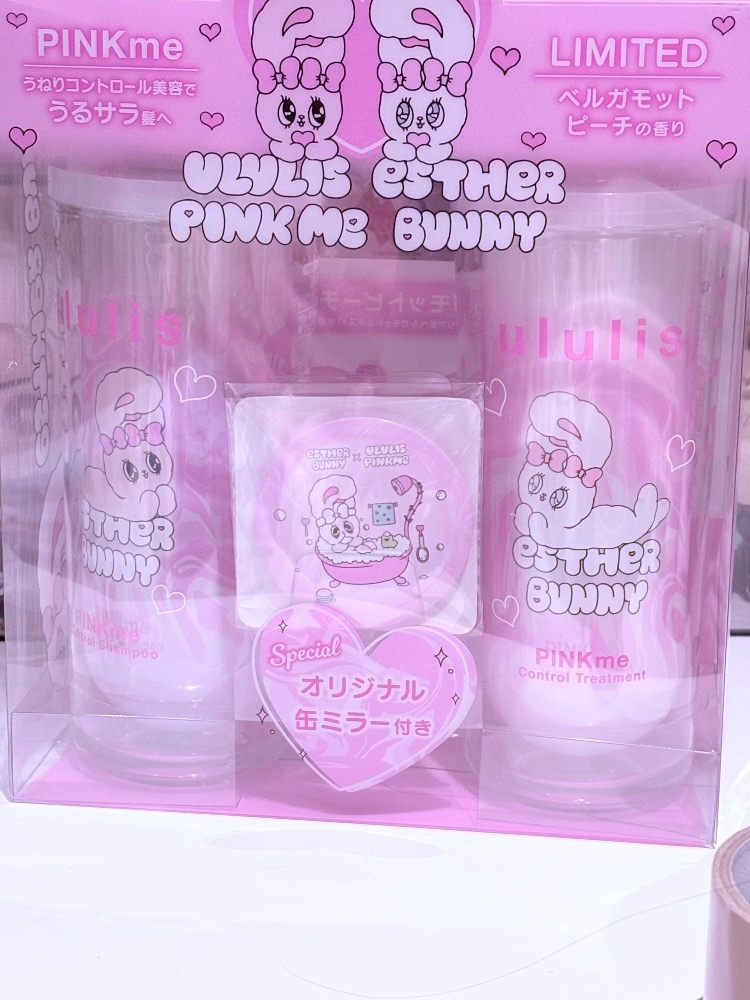 PINKme
うねりコントロール美容で
うるサラ髪へ
LIMITED
ベルガモット
ピーチの香り
ULULIS ESTHER
PINK ME BUNNY
ululis
ESTHER
BUNNY
PINKme
Control Shampoo
ESTHER
BUNNY
×
ULULIS
PINKME
Special
オリジナル
缶ミラー付き
ululis
ESTHER
BUNNY
PINKme
Control Treatment